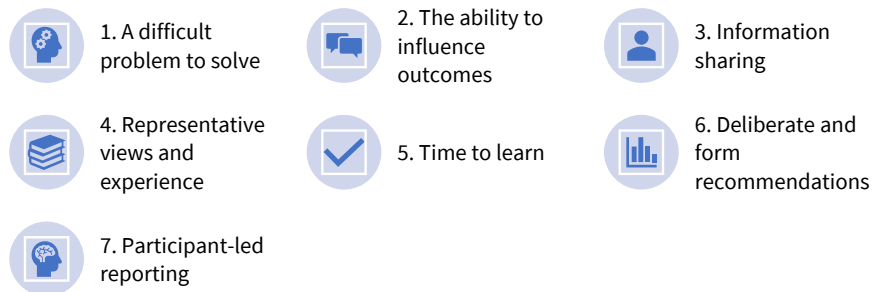 1. A difficult
problem to solve
2. The ability to
influence
outcomes
3. Information
sharing
4. Representative
views and
experience
5. Time to learn
6. Deliberate and
form
recommendations
7. Participant-led
reporting